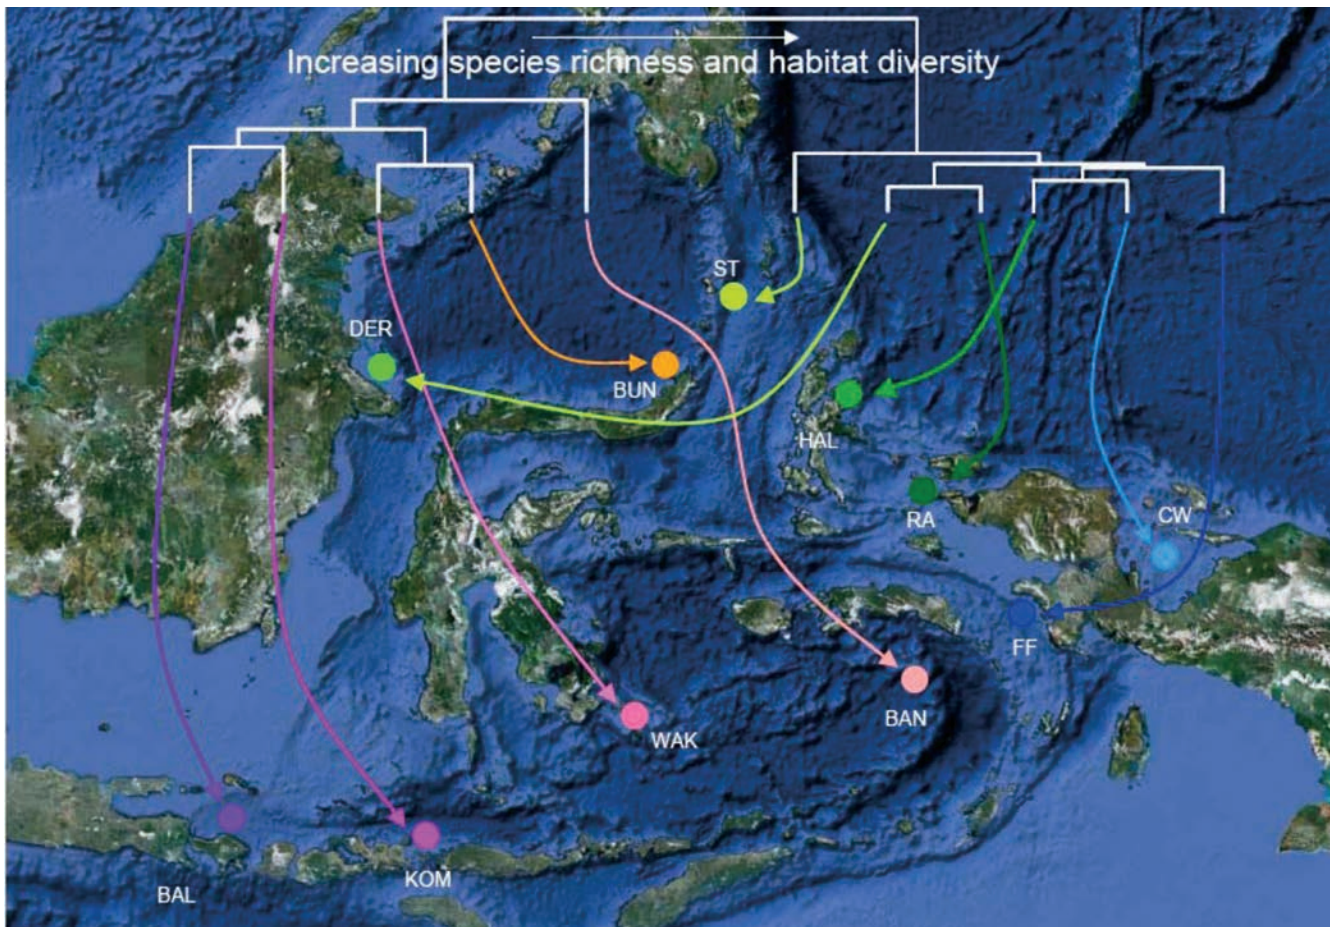 Increasing species richness and habitat diversity
ST
DER
BUN
HAL
RA
CW
FF
BAN
WAK
KOM
BAL